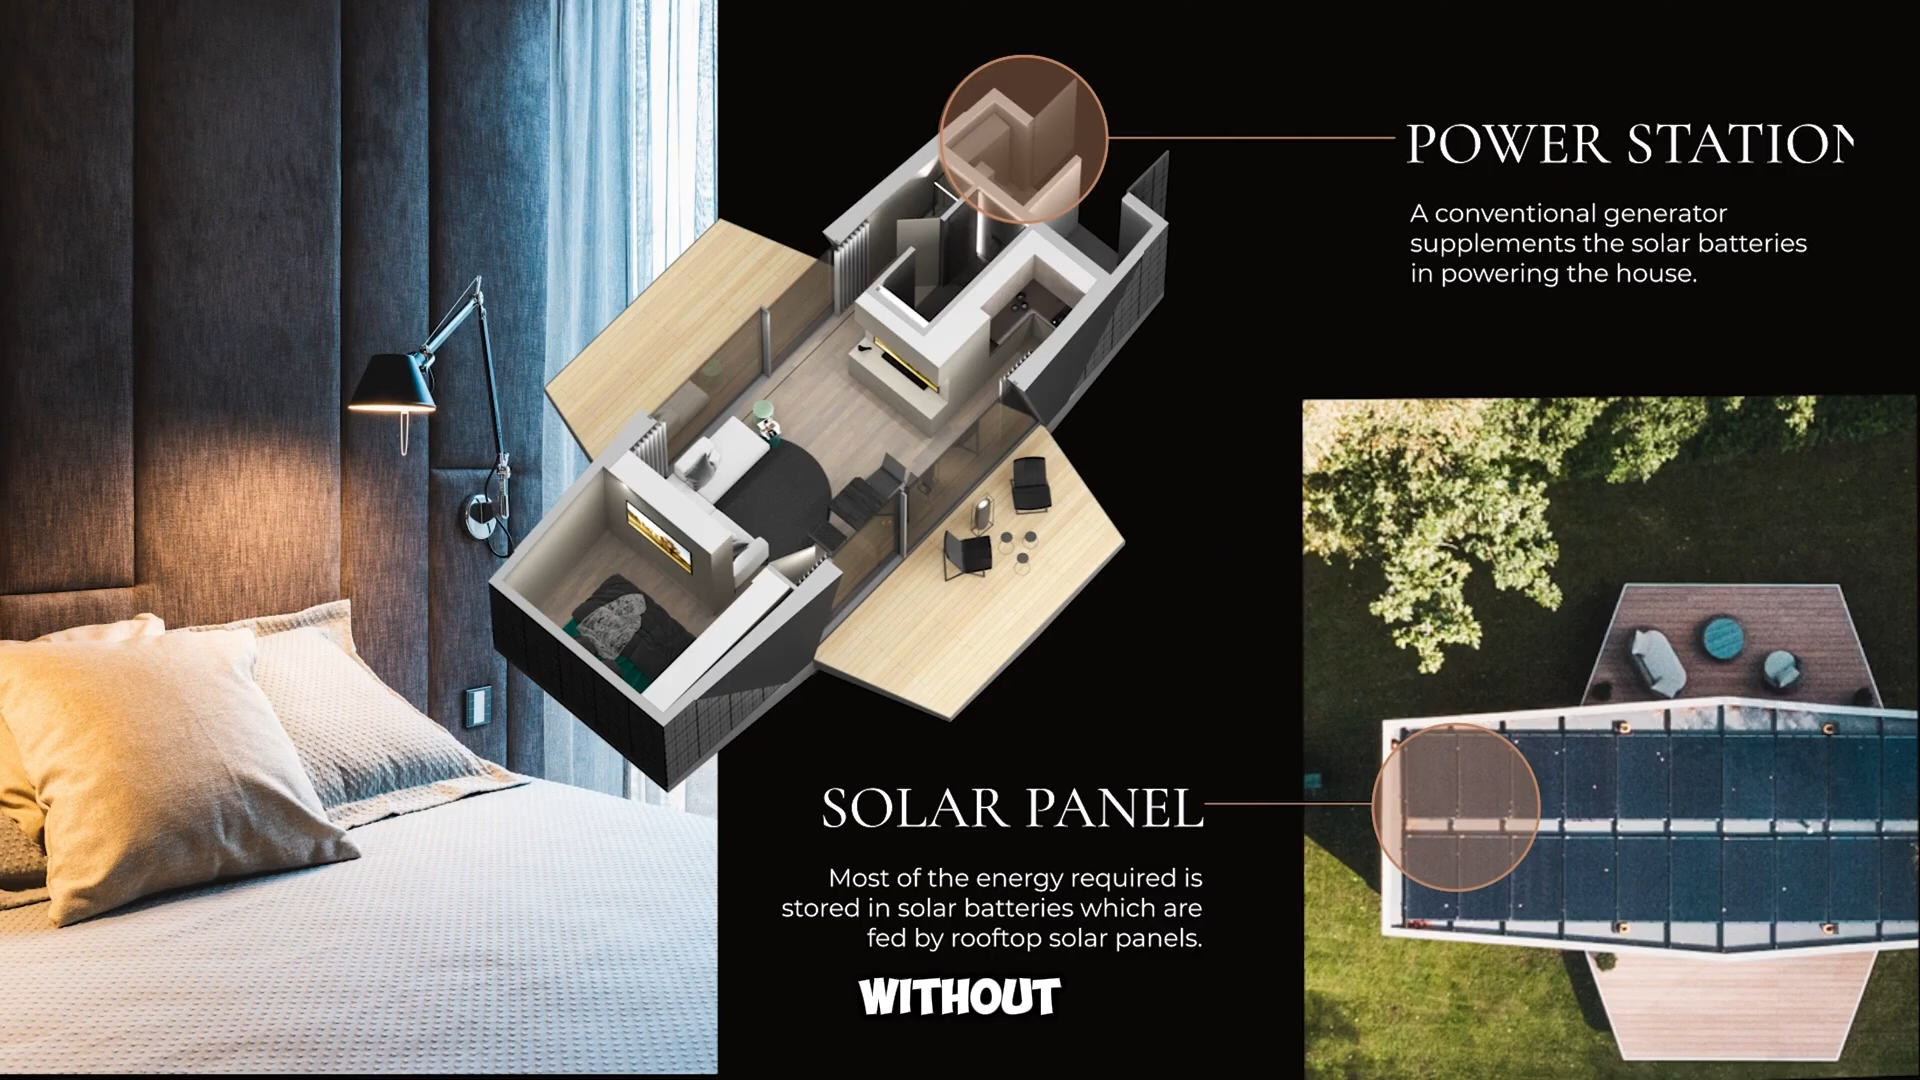 POWER STATION
A conventional generator
supplements the solar batteries
in powering the house.
SOLAR PANEL
Most of the energy required is
stored in solar batteries which are
fed by rooftop solar panels.
WITHOUT